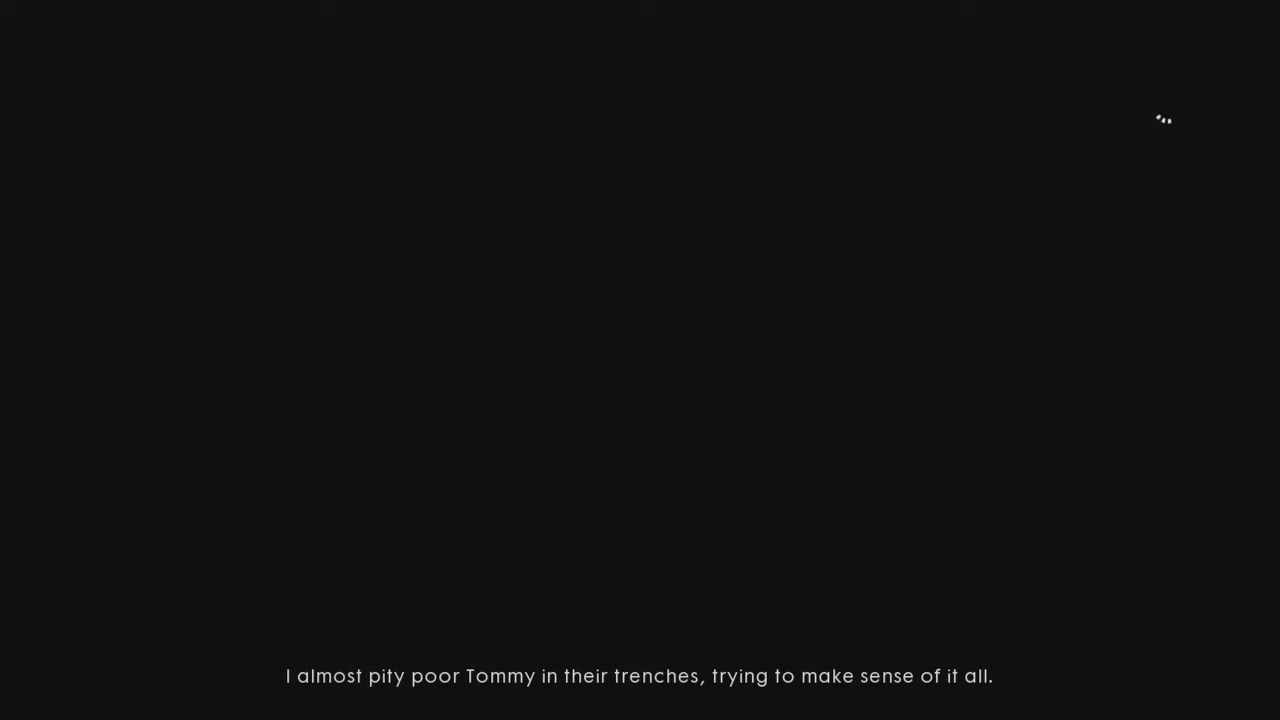 I almost pity poor Tommy in their trenches, trying to make sense of it all.